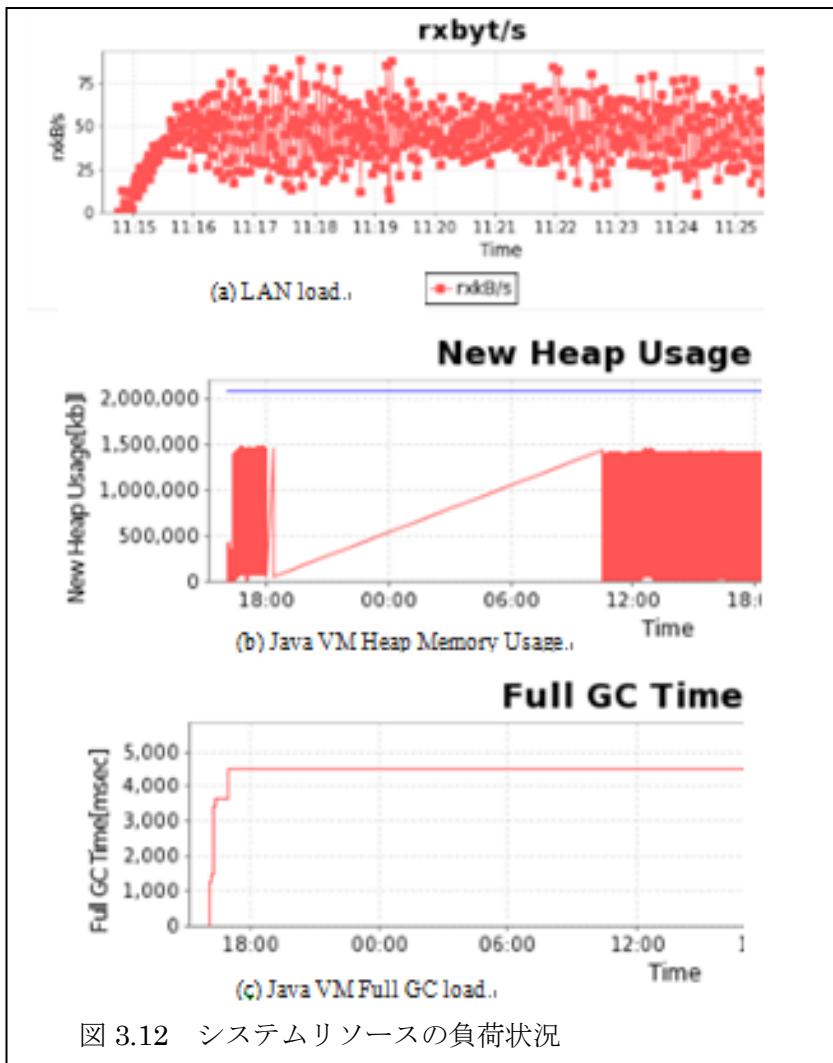 rxbyt/s
rxkB/s
75
50
25
0
11:15 11:16 11:17 11:18 11:19 11:20 11:21 11:22 11:23 11:24 11:25
Time
(a) LAN load.
rxkB/s
New Heap Usage
New Heap Usage[kb]
2,000,000
1,500,000
1,000,000
500,000
0
18:00 00:00 06:00 12:00 18:
Time
(b) Java VM Heap Memory Usage.
Full GC Time
Full GC Time[msec]
5,000
4,000
3,000
2,000
1,000
0
18:00 00:00 06:00 12:00 1
Time
(c) Java VM Full GC load.
図 3.12 システムリソースの負荷状況